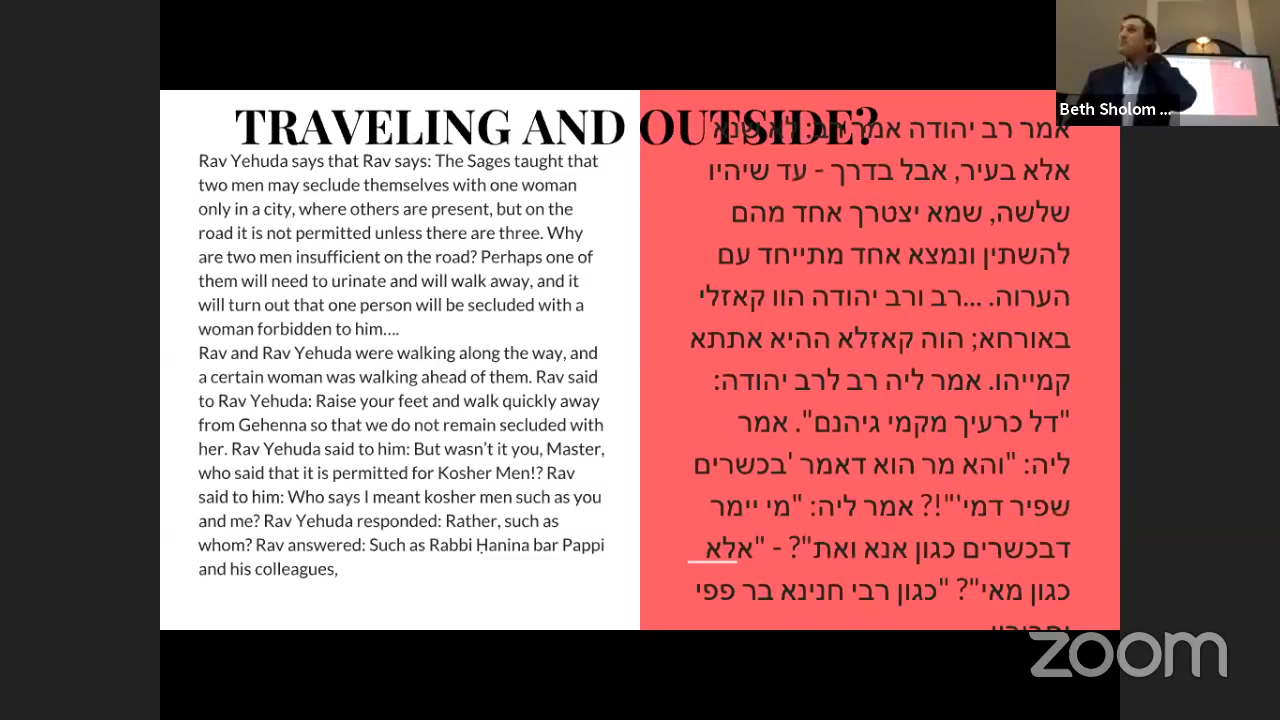 TRAVELING AND OUTSIDE?
Rav Yehuda says that Rav says: The Sages taught that
two men may seclude themselves with one woman
only in a city, where others are present, but on the
road it is not permitted unless there are three. Why
are two men insufficient on the road? Perhaps one of
them will need to urinate and will walk away, and it
will turn out that one person will be secluded with a
woman forbidden to him....
Rav and Rav Yehuda were walking along the way, and
a certain woman was walking ahead of them. Rav said
to Rav Yehuda: Raise your feet and walk quickly away
from Gehenna so that we do not remain secluded with
her. Rav Yehuda said to him: But wasn't it you, Master,
who said that it is permitted for Kosher Men!? Rav
said to him: Who says I meant kosher men such as you
and me? Rav Yehuda responded: Rather, such as
whom? Rav answered: Such as Rabbi Ḥanina bar Pappi
and his colleagues,
אמר רב יהודה אמר רב: לא שנא
אלא בעיר, אבל בדרך - עד שיהיו
שלשה, שמא יצטרך אחד מהם
להשתין ונמצא אחד מתייחד עם
הערוה. ...רב ורב יהודה הוו קאזלי
באורחא; הוה קאזלא ההיא אתתא
קמייהו. אמר ליה רב לרב יהודה:
"דל כרעיך מקמי גיהנם". אמר
ליה: "והא מר הוא דאמר 'בכשרים
שפיר דמי'"!? אמר ליה: "מי יימר
דבכשרים כגון אנא ואת"? - "אלא
כגון מאי"? "כגון רבי חנינא בר פפי
Beth Sholom ...
zoom